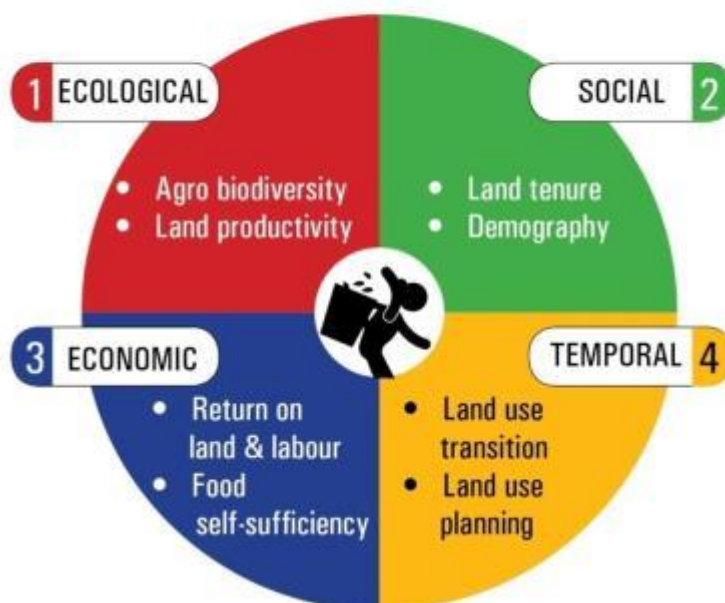 1 ECOLOGICAL
• Agro biodiversity
• Land productivity
SOCIAL 2
• Land tenure
• Demography
3 ECONOMIC
• Return on
land & labour
• Food
self-sufficiency
TEMPORAL 4
• Land use
transition
• Land use
planning